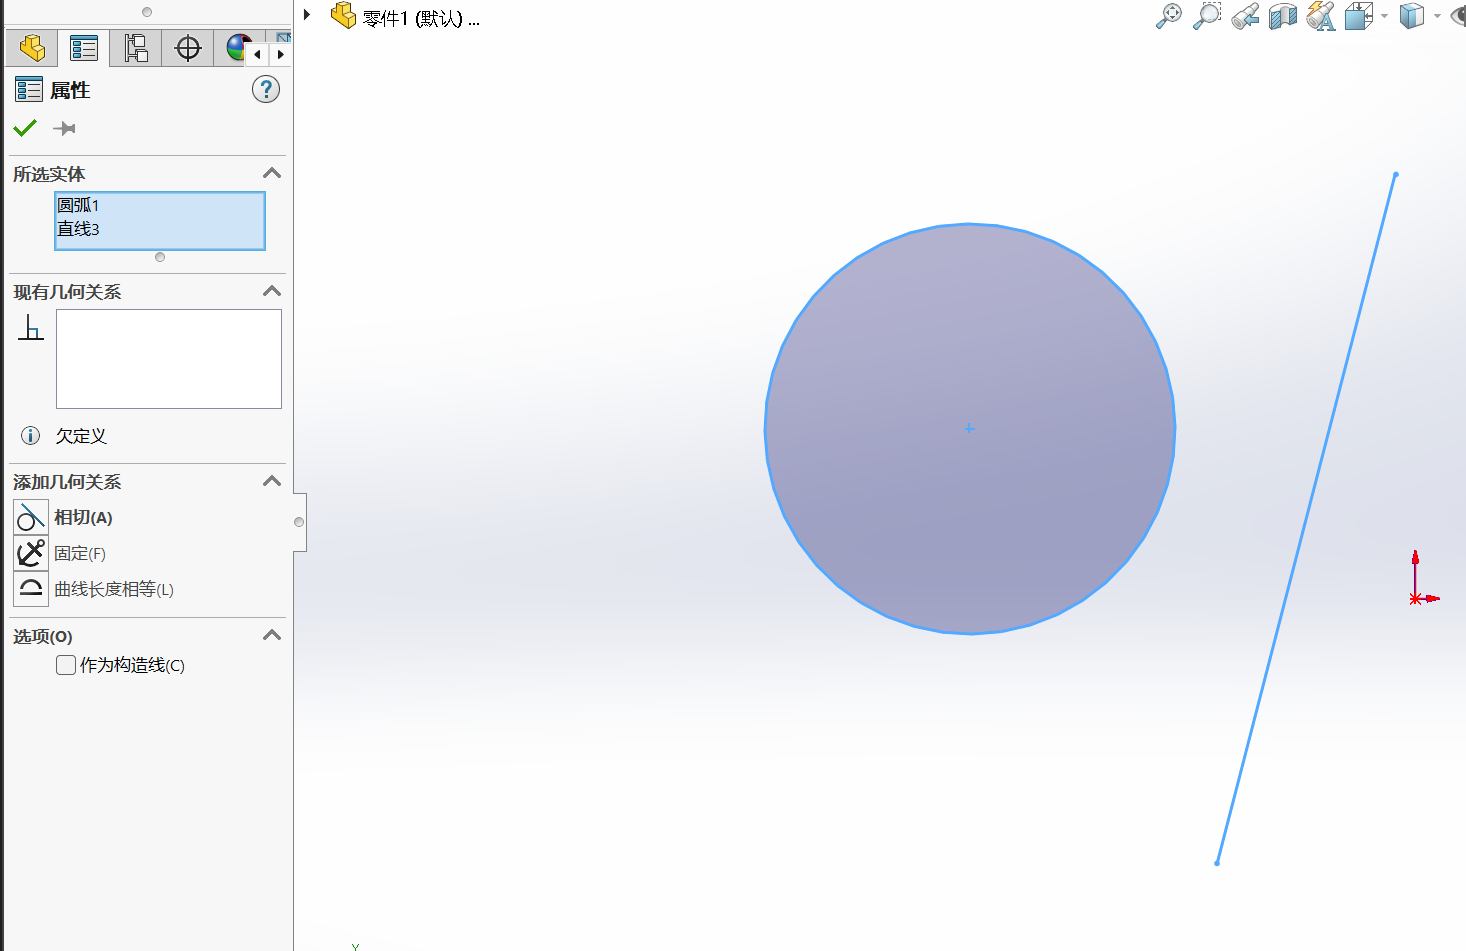 零件1 (默认) ...
属性
?
所选实体
圆弧1
直线3
现有几何关系
欠定义
添加几何关系
相切(A)
固定(F)
曲线长度相等(L)
选项(O)
作为构造线(C)
Y